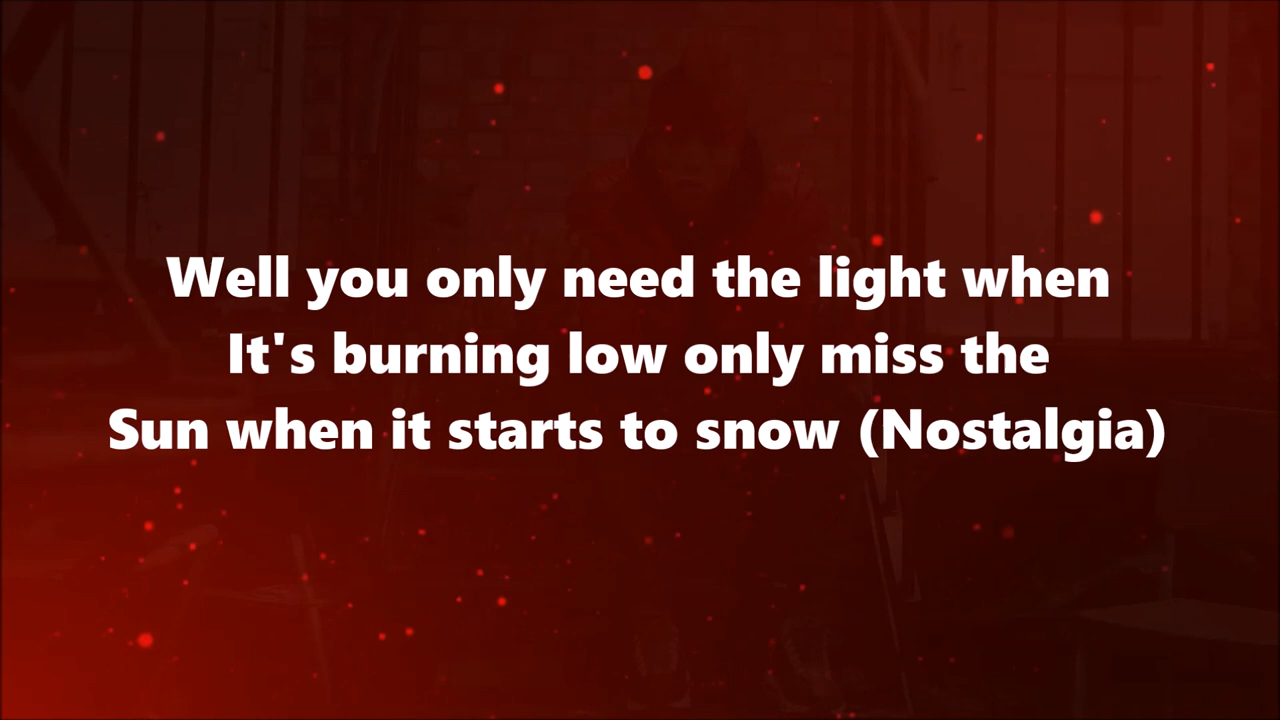 Well you only need the light when
It's burning low only miss the
Sun when it starts to snow (Nostalgia)